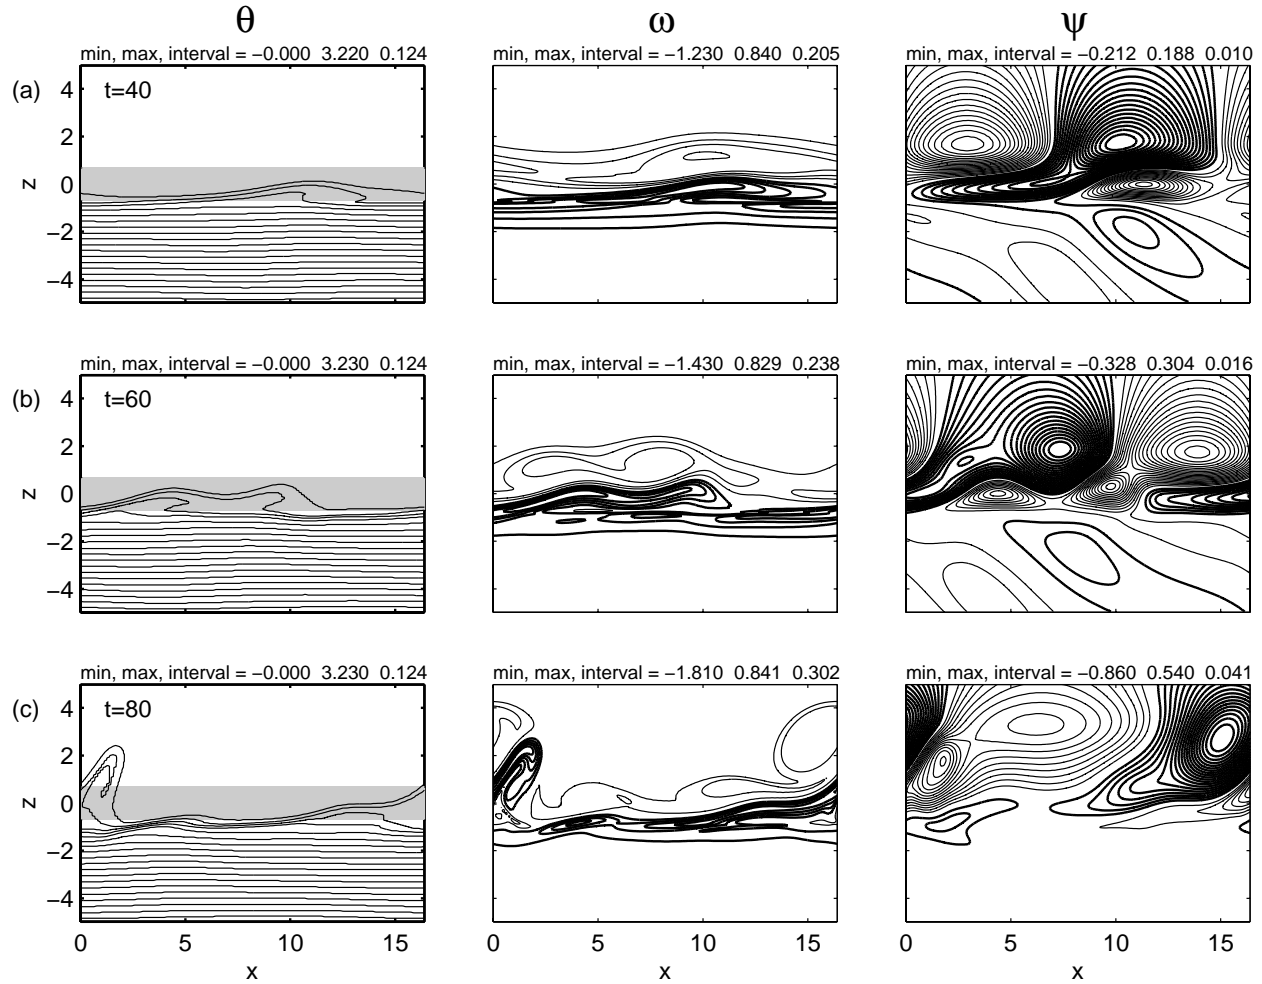 θ ω ψ
min, max, interval = −0.000 3.220 0.124 min, max, interval = −1.230 0.840 0.205 min, max, interval = −0.212 0.188 0.010
(a)
t=40
4
2
0
−2
−4
z
min, max, interval = −0.000 3.230 0.124 min, max, interval = −1.430 0.829 0.238 min, max, interval = −0.328 0.304 0.016
(b)
t=60
4
2
0
−2
−4
z
min, max, interval = −0.000 3.230 0.124 min, max, interval = −1.810 0.841 0.302 min, max, interval = −0.860 0.540 0.041
(c)
t=80
4
2
0
−2
−4
z
0 5 10 15 0 5 10 15 0 5 10 15
x x x